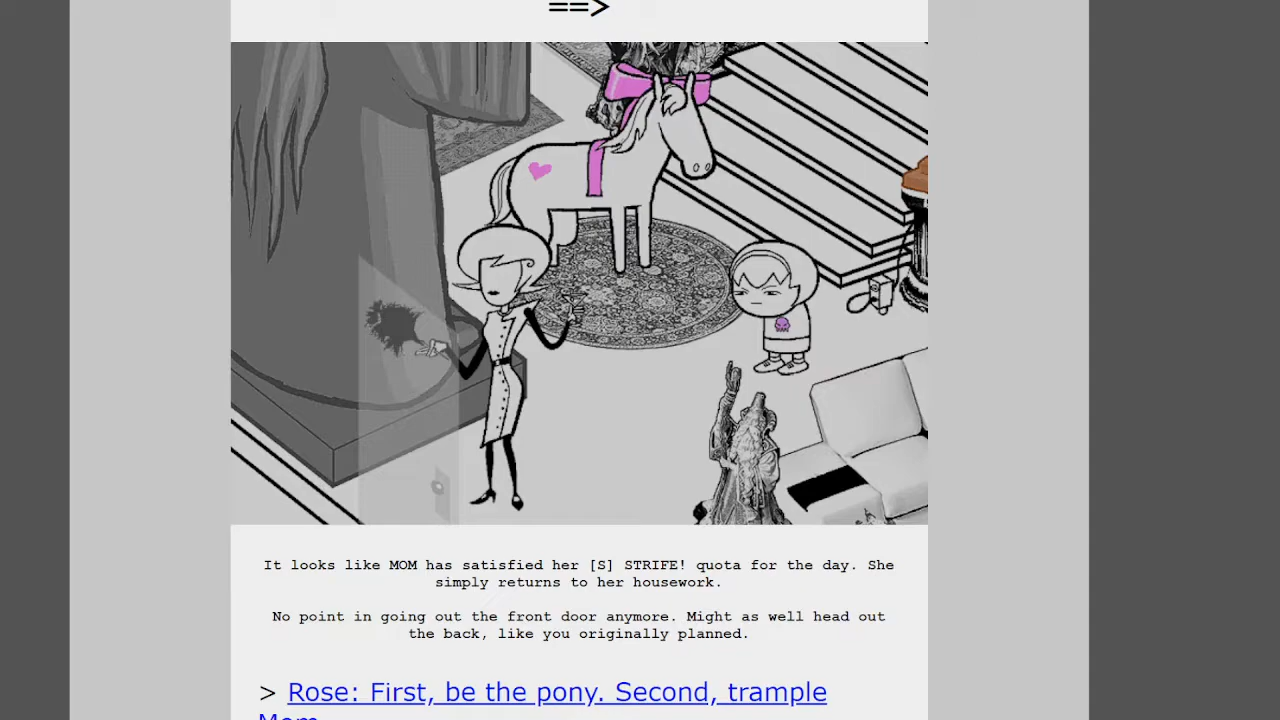 ==>
It looks like MOM has satisfied her [S] STRIFE! quota for the day. She
simply returns to her housework.
No point in going out the front door anymore. Might as well head out
the back, like you originally planned.
> Rose: First, be the pony. Second, trample
Mom.